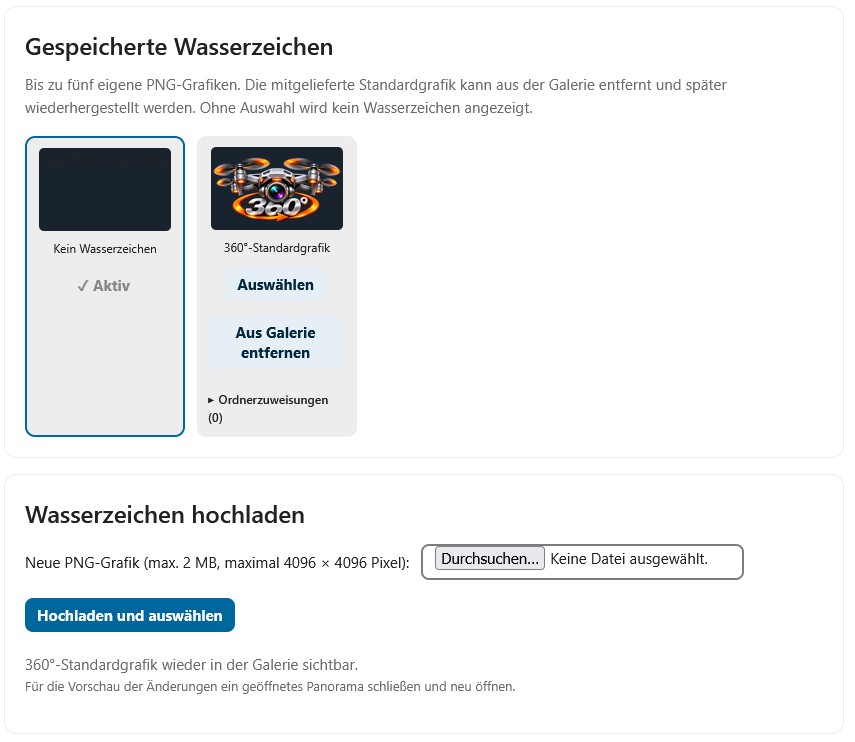 Gespeicherte Wasserzeichen
Bis zu fünf eigene PNG-Grafiken. Die mitgelieferte Standardgrafik kann aus der Galerie entfernt und später
wiederhergestellt werden. Ohne Auswahl wird kein Wasserzeichen angezeigt.
Kein Wasserzeichen
✓ Aktiv
360°
360°-Standardgrafik
Auswählen
Aus Galerie
entfernen
▸ Ordnerzuweisungen
(0)
Wasserzeichen hochladen
Neue PNG-Grafik (max. 2 MB, maximal 4096 × 4096 Pixel): Durchsuchen... Keine Datei ausgewählt.
Hochladen und auswählen
360°-Standardgrafik wieder in der Galerie sichtbar.
Für die Vorschau der Änderungen ein geöffnetes Panorama schließen und neu öffnen.